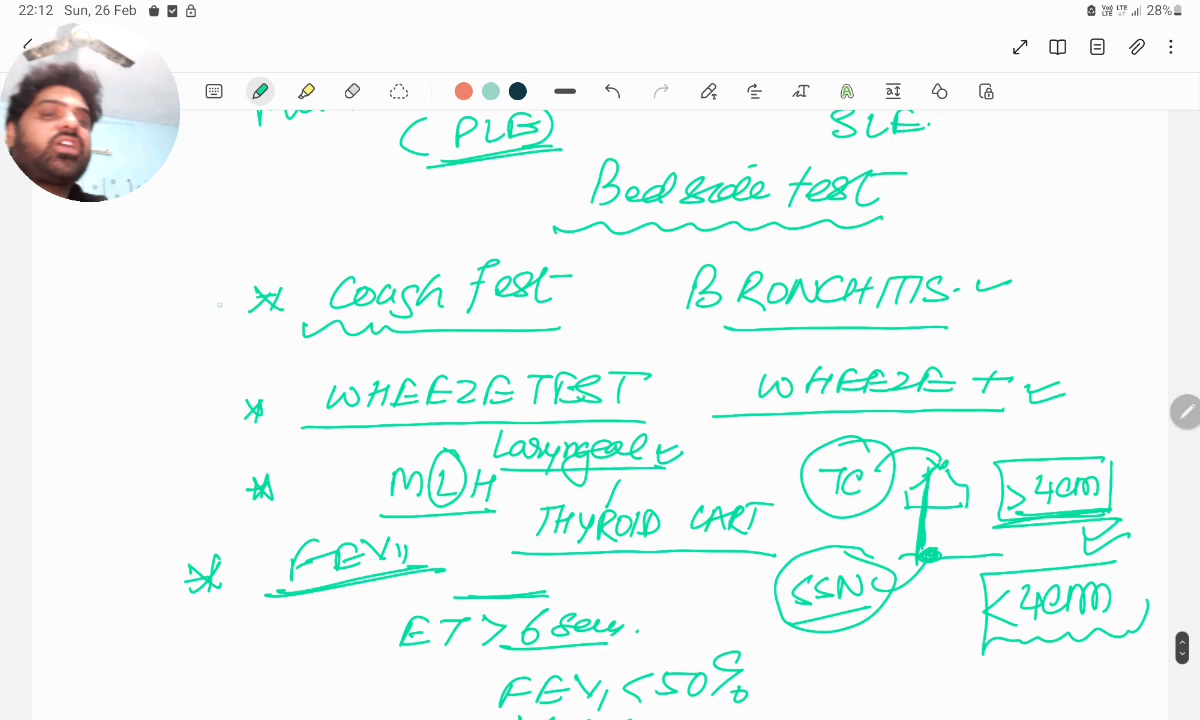 22:12 Sun, 26 Feb
28%
(PLE) SLE.
Bedside test
Cough test BRONCHITIS.
WHEEZE TEST WHEEZE +
MLH Laryngeal TC >4cm
THYROID CART
FEV1 SSN <4cm
ET > 6 secs.
FEV1 <50%